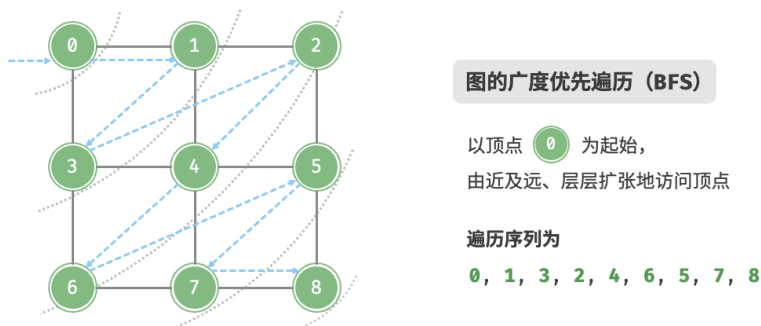 0 1 2
3 4 5
6 7 8
图的广度优先遍历（BFS）
以顶点 0 为起始，
由近及远、层层扩张地访问顶点
遍历序列为
0, 1, 3, 2, 4, 6, 5, 7, 8